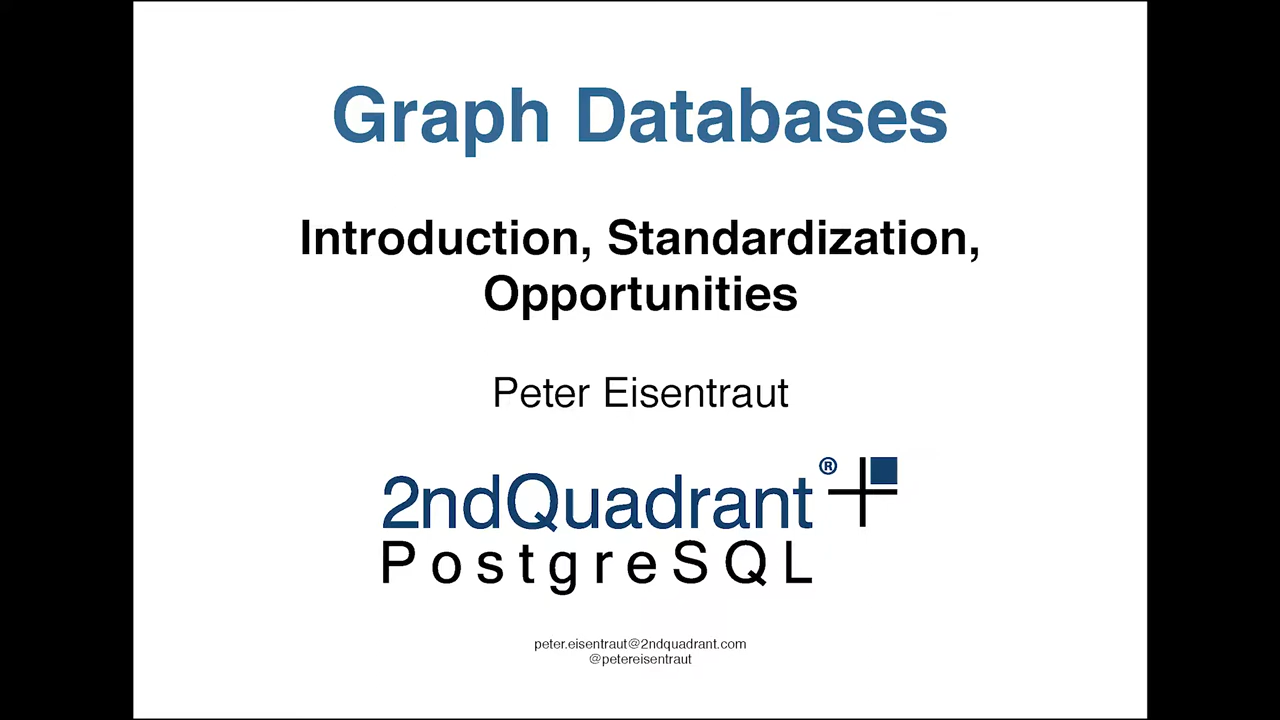 Graph Databases
Introduction, Standardization,
Opportunities
Peter Eisentraut
2ndQuadrant®
PostgreSQL
peter.eisentraut@2ndquadrant.com
@petereisentraut